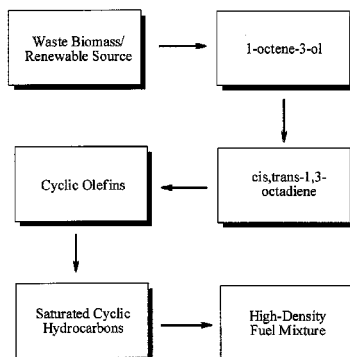 Waste Biomass/
Renewable Source
1-octene-3-ol
cis,trans-1,3-
octadiene
Cyclic Olefins
Saturated Cyclic
Hydrocarbons
High-Density
Fuel Mixture